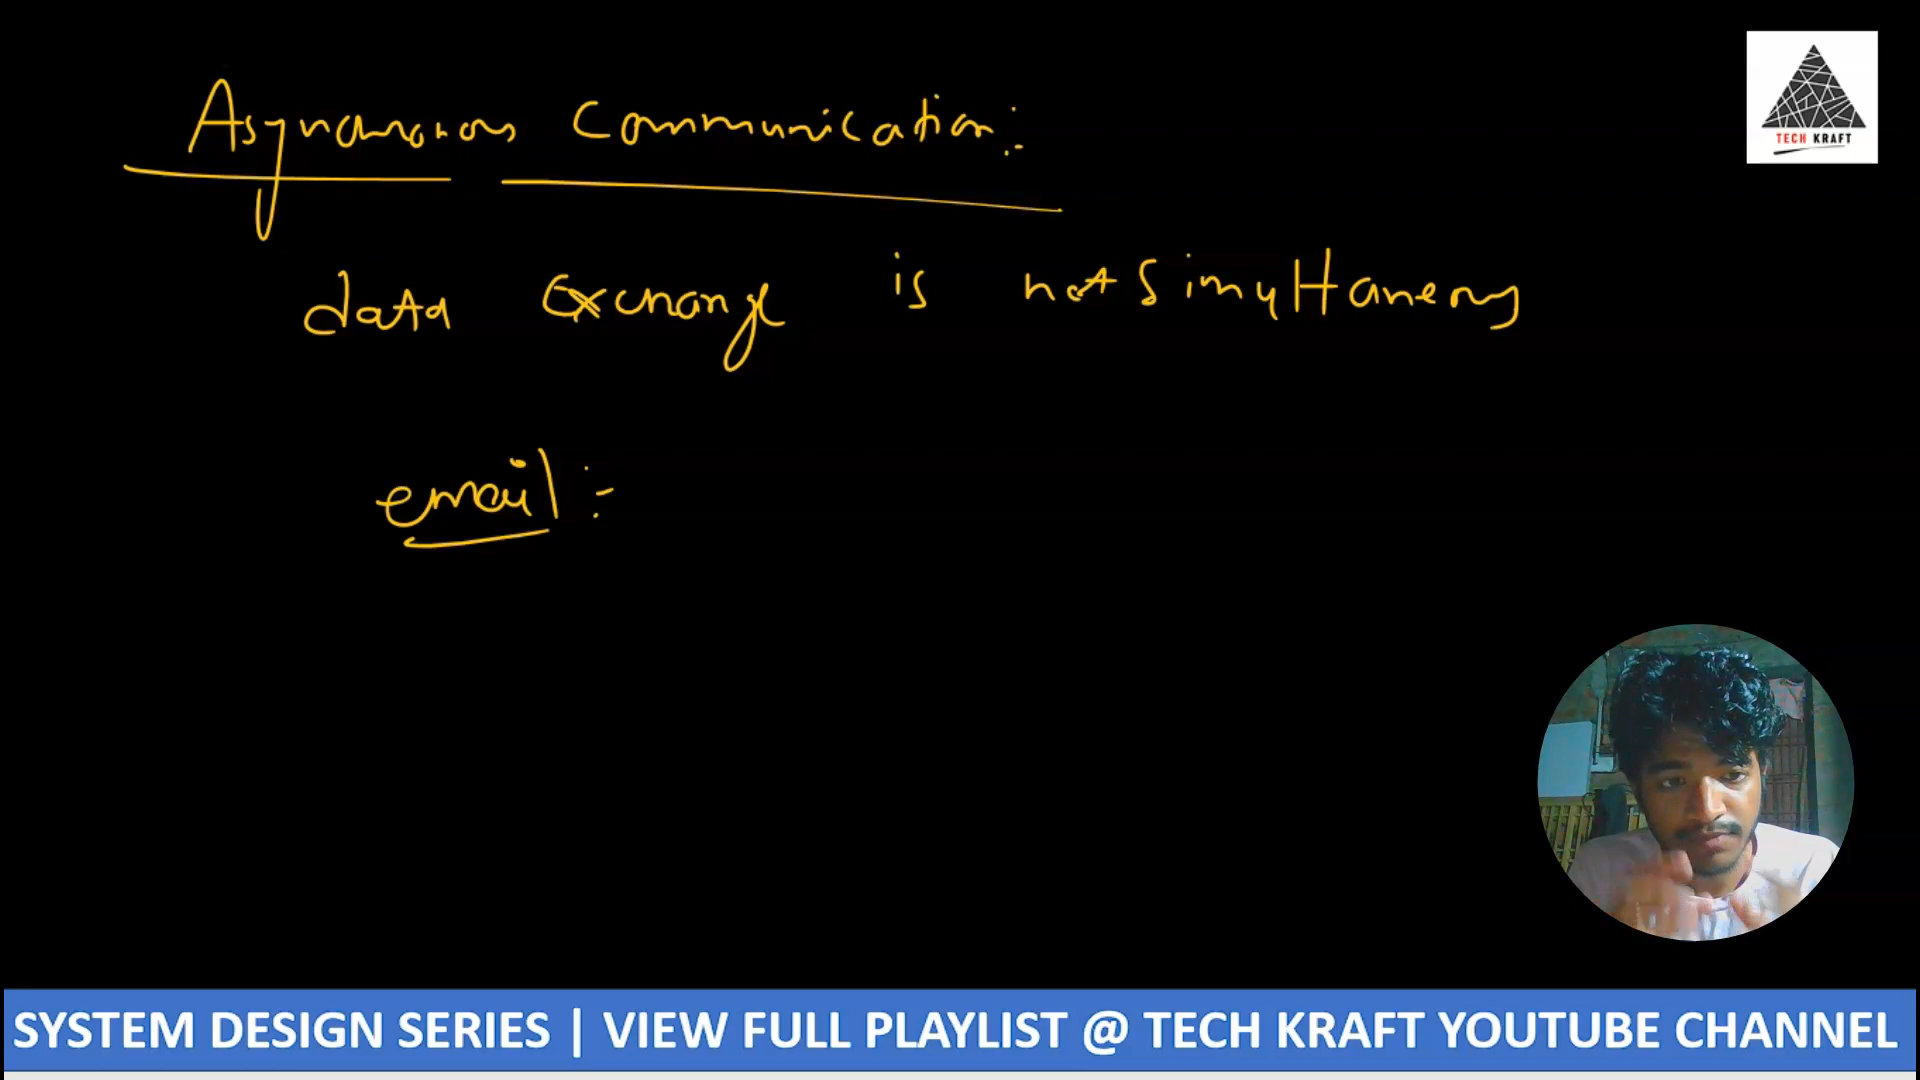 Asynchronous Communication:-
data Exchange is not Simultaneous
email :-
TECH KRAFT
SYSTEM DESIGN SERIES | VIEW FULL PLAYLIST @ TECH KRAFT YOUTUBE CHANNEL